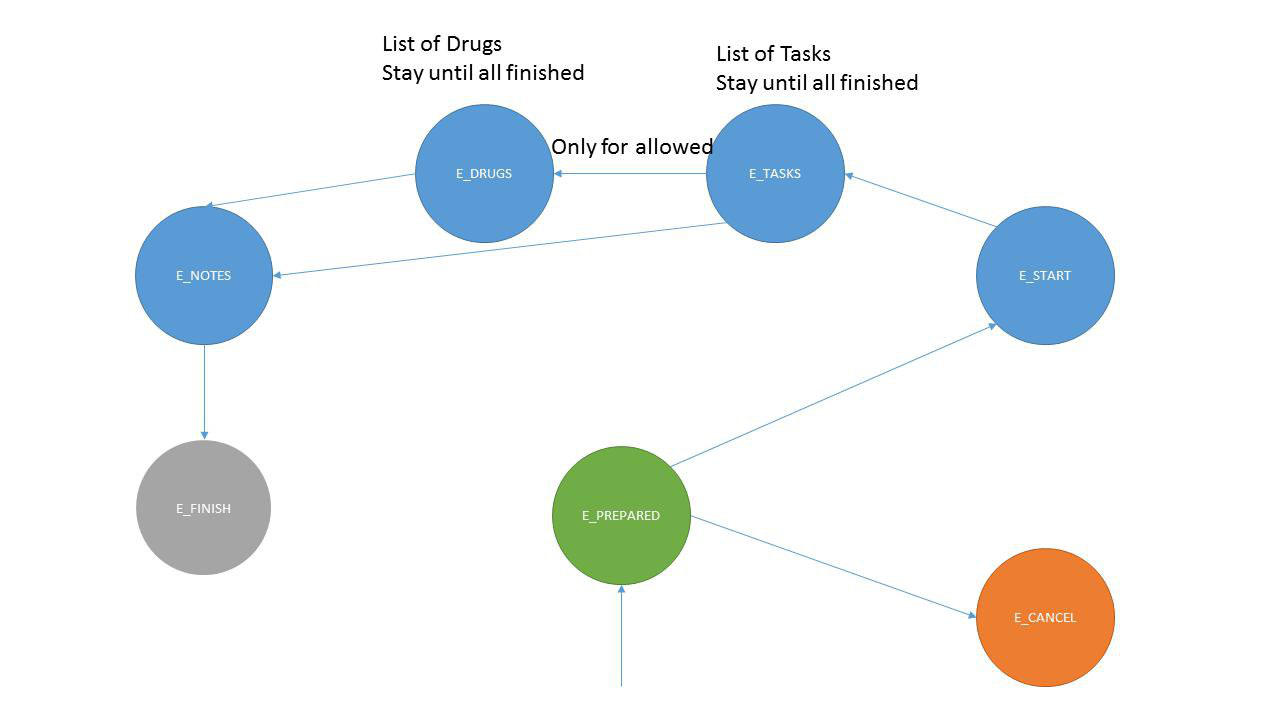 List of Drugs
Stay until all finished
List of Tasks
Stay until all finished
Only for allowed
E_DRUGS
E_TASKS
E_NOTES
E_START
E_FINISH
E_PREPARED
E_CANCEL